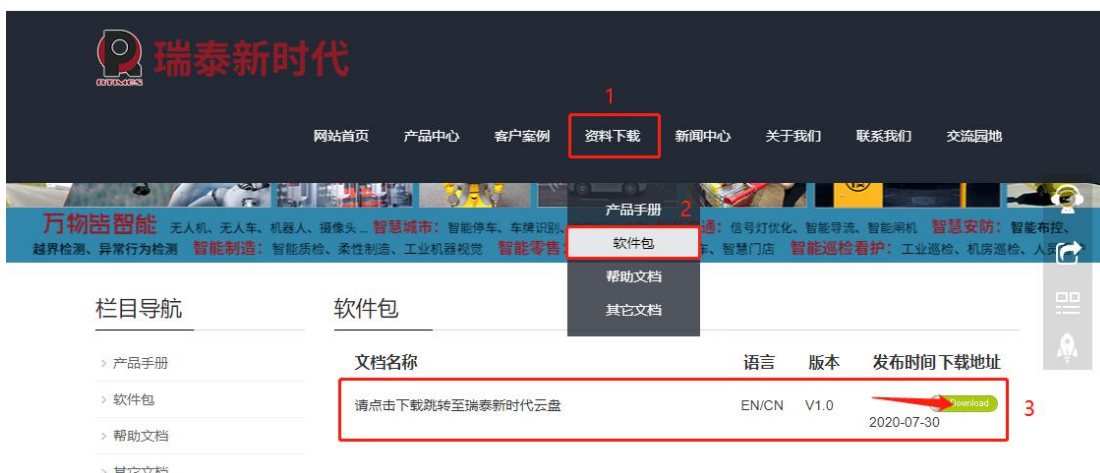 瑞泰新时代
RTIMES
1
网站首页 产品中心 客户案例 资料下载 新闻中心 关于我们 联系我们 交流园地
产品手册 2
软件包
帮助文档
其它文档
万物皆智能 无人机、无人车、机器人、摄像头... 智慧城市：智能停车、车牌识别、 通：信号灯优化、智能导流、智能闸机 智慧安防：智能布控、
越界检测、异常行为检测 智能制造：智能质检、柔性制造、工业机器视觉 智能零售： 车、智慧门店 智能巡检看护：工业巡检、机房巡检、人员
栏目导航
> 产品手册
> 软件包
> 帮助文档
> 其它文档
软件包
文档名称 语言 版本 发布时间 下载地址
请点击下载跳转至瑞泰新时代云盘 EN/CN V1.0 2020-07-30 Download
3